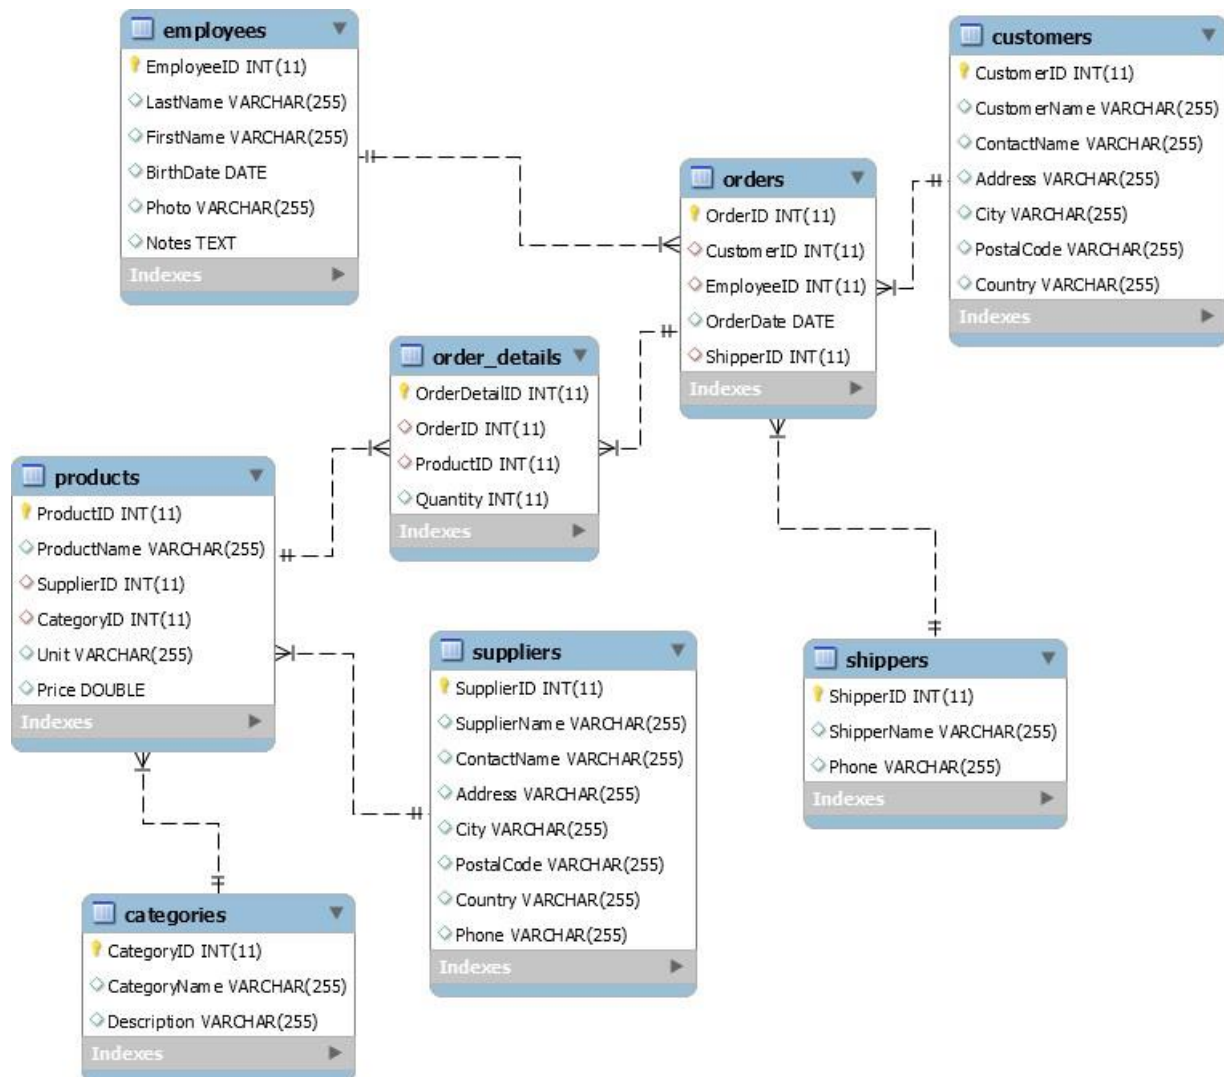 employees
EmployeeID INT(11)
LastName VARCHAR(255)
FirstName VARCHAR(255)
BirthDate DATE
Photo VARCHAR(255)
Notes TEXT
Indexes
customers
CustomerID INT(11)
CustomerName VARCHAR(255)
ContactName VARCHAR(255)
Address VARCHAR(255)
City VARCHAR(255)
PostalCode VARCHAR(255)
Country VARCHAR(255)
Indexes
orders
OrderID INT(11)
CustomerID INT(11)
EmployeeID INT(11)
OrderDate DATE
ShipperID INT(11)
Indexes
order_details
OrderDetailID INT(11)
OrderID INT(11)
ProductID INT(11)
Quantity INT(11)
Indexes
products
ProductID INT(11)
ProductName VARCHAR(255)
SupplierID INT(11)
CategoryID INT(11)
Unit VARCHAR(255)
Price DOUBLE
Indexes
suppliers
SupplierID INT(11)
SupplierName VARCHAR(255)
ContactName VARCHAR(255)
Address VARCHAR(255)
City VARCHAR(255)
PostalCode VARCHAR(255)
Country VARCHAR(255)
Phone VARCHAR(255)
Indexes
shippers
ShipperID INT(11)
ShipperName VARCHAR(255)
Phone VARCHAR(255)
Indexes
categories
CategoryID INT(11)
CategoryName VARCHAR(255)
Description VARCHAR(255)
Indexes